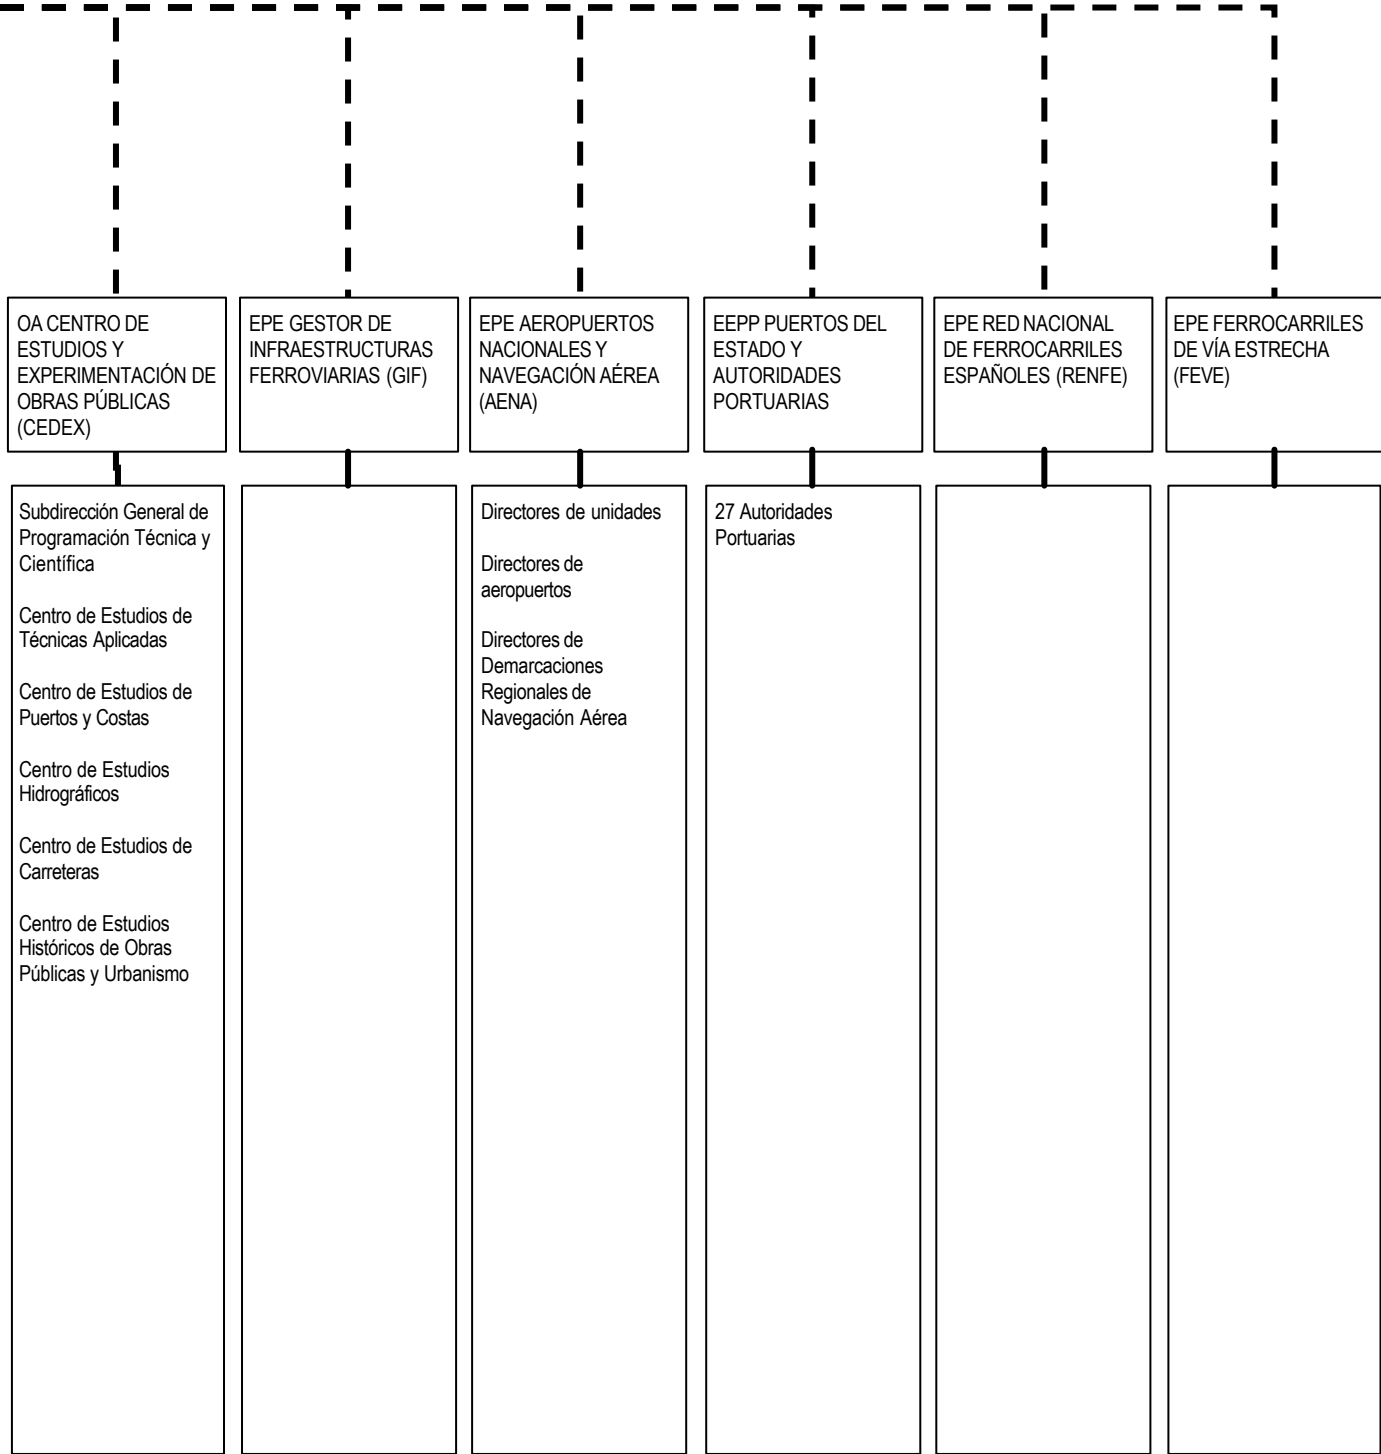 OA CENTRO DE
ESTUDIOS Y
EXPERIMENTACIÓN DE
OBRAS PÚBLICAS
(CEDEX)
EPE GESTOR DE
INFRAESTRUCTURAS
FERROVIARIAS (GIF)
EPE AEROPUERTOS
NACIONALES Y
NAVEGACIÓN AÉREA
(AENA)
EEPP PUERTOS DEL
ESTADO Y
AUTORIDADES
PORTUARIAS
EPE RED NACIONAL
DE FERROCARRILES
ESPAÑOLES (RENFE)
EPE FERROCARRILES
DE VÍA ESTRECHA
(FEVE)
Subdirección General de
Programación Técnica y
Científica
Centro de Estudios de
Técnicas Aplicadas
Centro de Estudios de
Puertos y Costas
Centro de Estudios
Hidrográficos
Centro de Estudios de
Carreteras
Centro de Estudios
Históricos de Obras
Públicas y Urbanismo
Directores de unidades
Directores de
aeropuertos
Directores de
Demarcaciones
Regionales de
Navegación Aérea
27 Autoridades
Portuarias